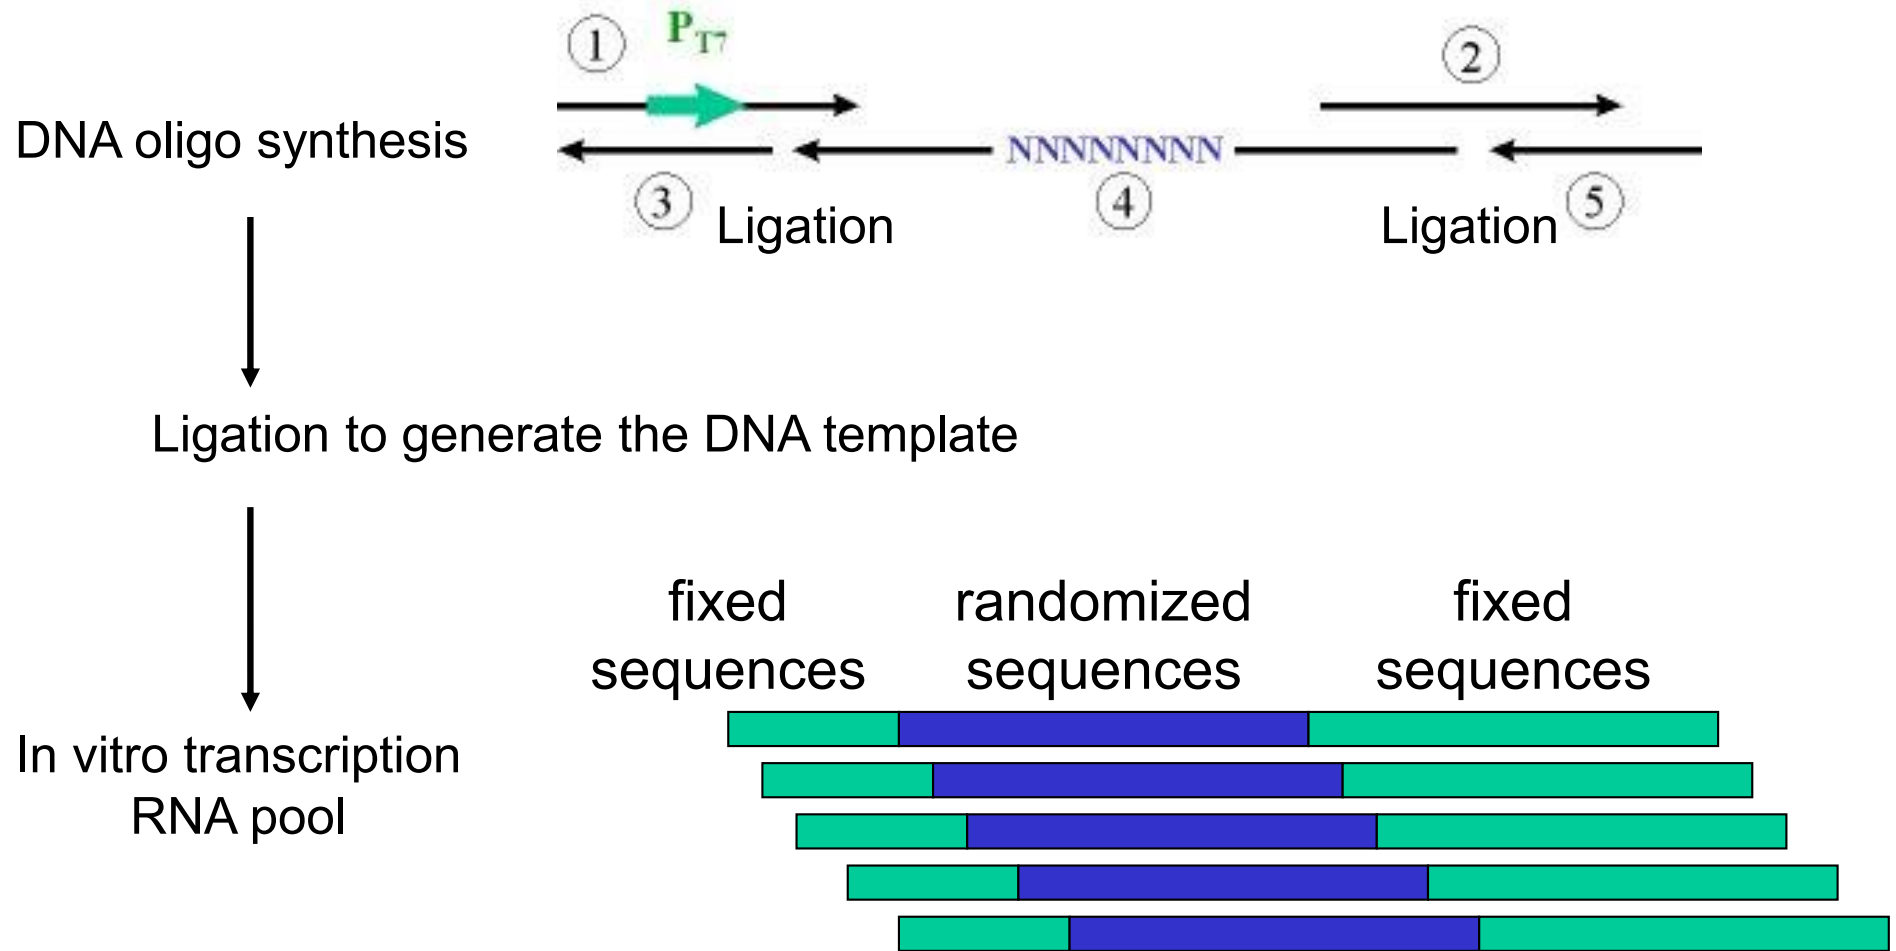 ① P T7 ②
DNA oligo synthesis
NNNNNNNN
③ ④ ⑤
Ligation Ligation
Ligation to generate the DNA template
fixed randomized fixed
sequences sequences sequences
In vitro transcription
RNA pool